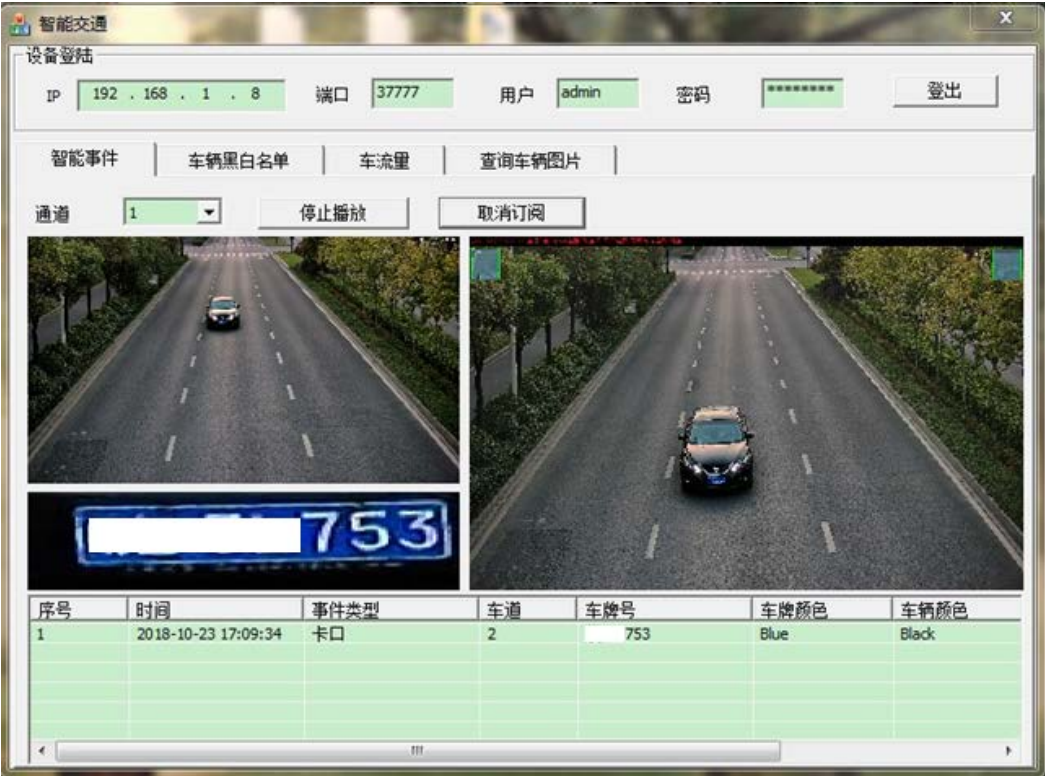 智能交通
设备登陆
IP 192 . 168 . 1 . 8 端口 37777 用户 admin 密码 ******** 登出
智能事件 车辆黑白名单 车流量 查询车辆图片
通道 1 停止播放 取消订阅
753
序号 时间 事件类型 车道 车牌号 车牌颜色 车辆颜色
1 2018-10-23 17:09:34 卡口 2 753 Blue Black